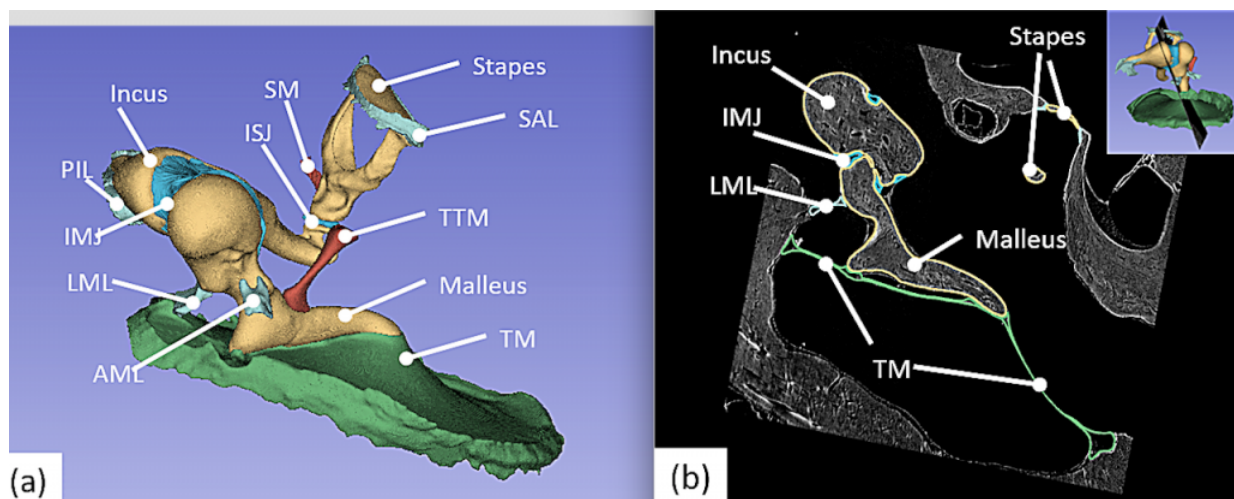 Incus
SM
Stapes
ISJ
SAL
PIL
IMJ
TTM
LML
Malleus
TM
AML
(a)
Stapes
Incus
IMJ
LML
Malleus
TM
(b)